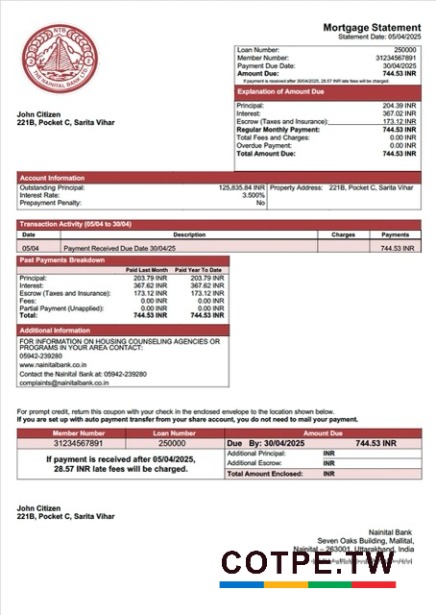 NTB
THE NAINITAL BANK LTD.
Mortgage Statement
Statement Date: 05/04/2025
Loan Number: 250000
Member Number: 31234567891
Payment Due Date: 30/04/2025
Amount Due: 744.53 INR
If payment is received after 30/04/2025, 28.57 INR late fees will be charged.
John Citizen
221B, Pocket C, Sarita Vihar
Explanation of Amount Due
Principal: 204.39 INR
Interest: 367.02 INR
Escrow (Taxes and Insurance): 173.12 INR
Regular Monthly Payment: 744.53 INR
Total Fees and Charges: 0.00 INR
Overdue Payment: 0.00 INR
Total Amount Due: 744.53 INR
Account Information
Outstanding Principal: 125,835.84 INR Property Address: 221B, Pocket C, Sarita Vihar
Interest Rate: 3.500%
Prepayment Penalty: No
Transaction Activity (05/04 to 30/04)
Date Description Charges Payments
05/04 Payment Received Due Date 30/04/25 744.53 INR
Past Payments Breakdown
Paid Last Month Paid Year To Date
Principal: 203.79 INR 203.79 INR
Interest: 367.62 INR 367.62 INR
Escrow (Taxes and Insurance): 173.12 INR 173.12 INR
Fees: 0.00 INR 0.00 INR
Partial Payment (Unapplied): 0.00 INR 0.00 INR
Total: 744.53 INR 744.53 INR
Additional Information
FOR INFORMATION ON HOUSING COUNSELING AGENCIES OR
PROGRAMS IN YOUR AREA CONTACT:
05942-239280
www.nainitalbank.co.in
Contact the Nainital Bank at: 05942-239280
complaints@nainitalbank.co.in
For prompt credit, return this coupon with your check in the enclosed envelope to the location shown below.
If you are set up with auto payment transfer from your share account, you do not need to mail your payment.
Member Number Loan Number Amount Due
31234567891 250000 Due By: 30/04/2025 744.53 INR
If payment is received after 05/04/2025,
28.57 INR late fees will be charged.
Additional Principal: INR
Additional Escrow: INR
Total Amount Enclosed: INR
John Citizen
221B, Pocket C, Sarita Vihar
Nainital Bank
Seven Oaks Building, Mallital,
Nainital – 263001, Uttarakhand, India
COTPE.TW